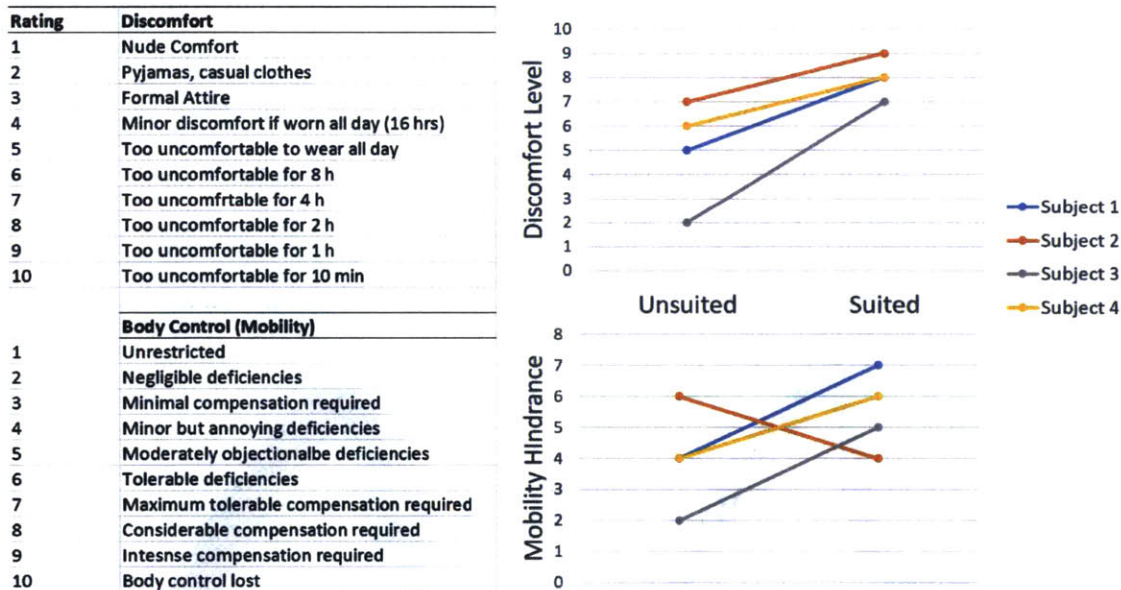 Rating Discomfort
1 Nude Comfort
2 Pyjamas, casual clothes
3 Formal Attire
4 Minor discomfort if worn all day (16 hrs)
5 Too uncomfortable to wear all day
6 Too uncomfortable for 8 h
7 Too uncomfrtable for 4 h
8 Too uncomfortable for 2 h
9 Too uncomfortable for 1 h
10 Too uncomfortable for 10 min
Body Control (Mobility)
1 Unrestricted
2 Negligible deficiencies
3 Minimal compensation required
4 Minor but annoying deficiencies
5 Moderately objectionalbe deficiencies
6 Tolerable deficiencies
7 Maximum tolerable compensation required
8 Considerable compensation required
9 Intesnse compensation required
10 Body control lost
Discomfort Level
10
9
8
7
6
5
4
3
2
1
0
Unsuited Suited
Mobility HIndrance
8
7
6
5
4
3
2
1
0
Subject 1
Subject 2
Subject 3
Subject 4